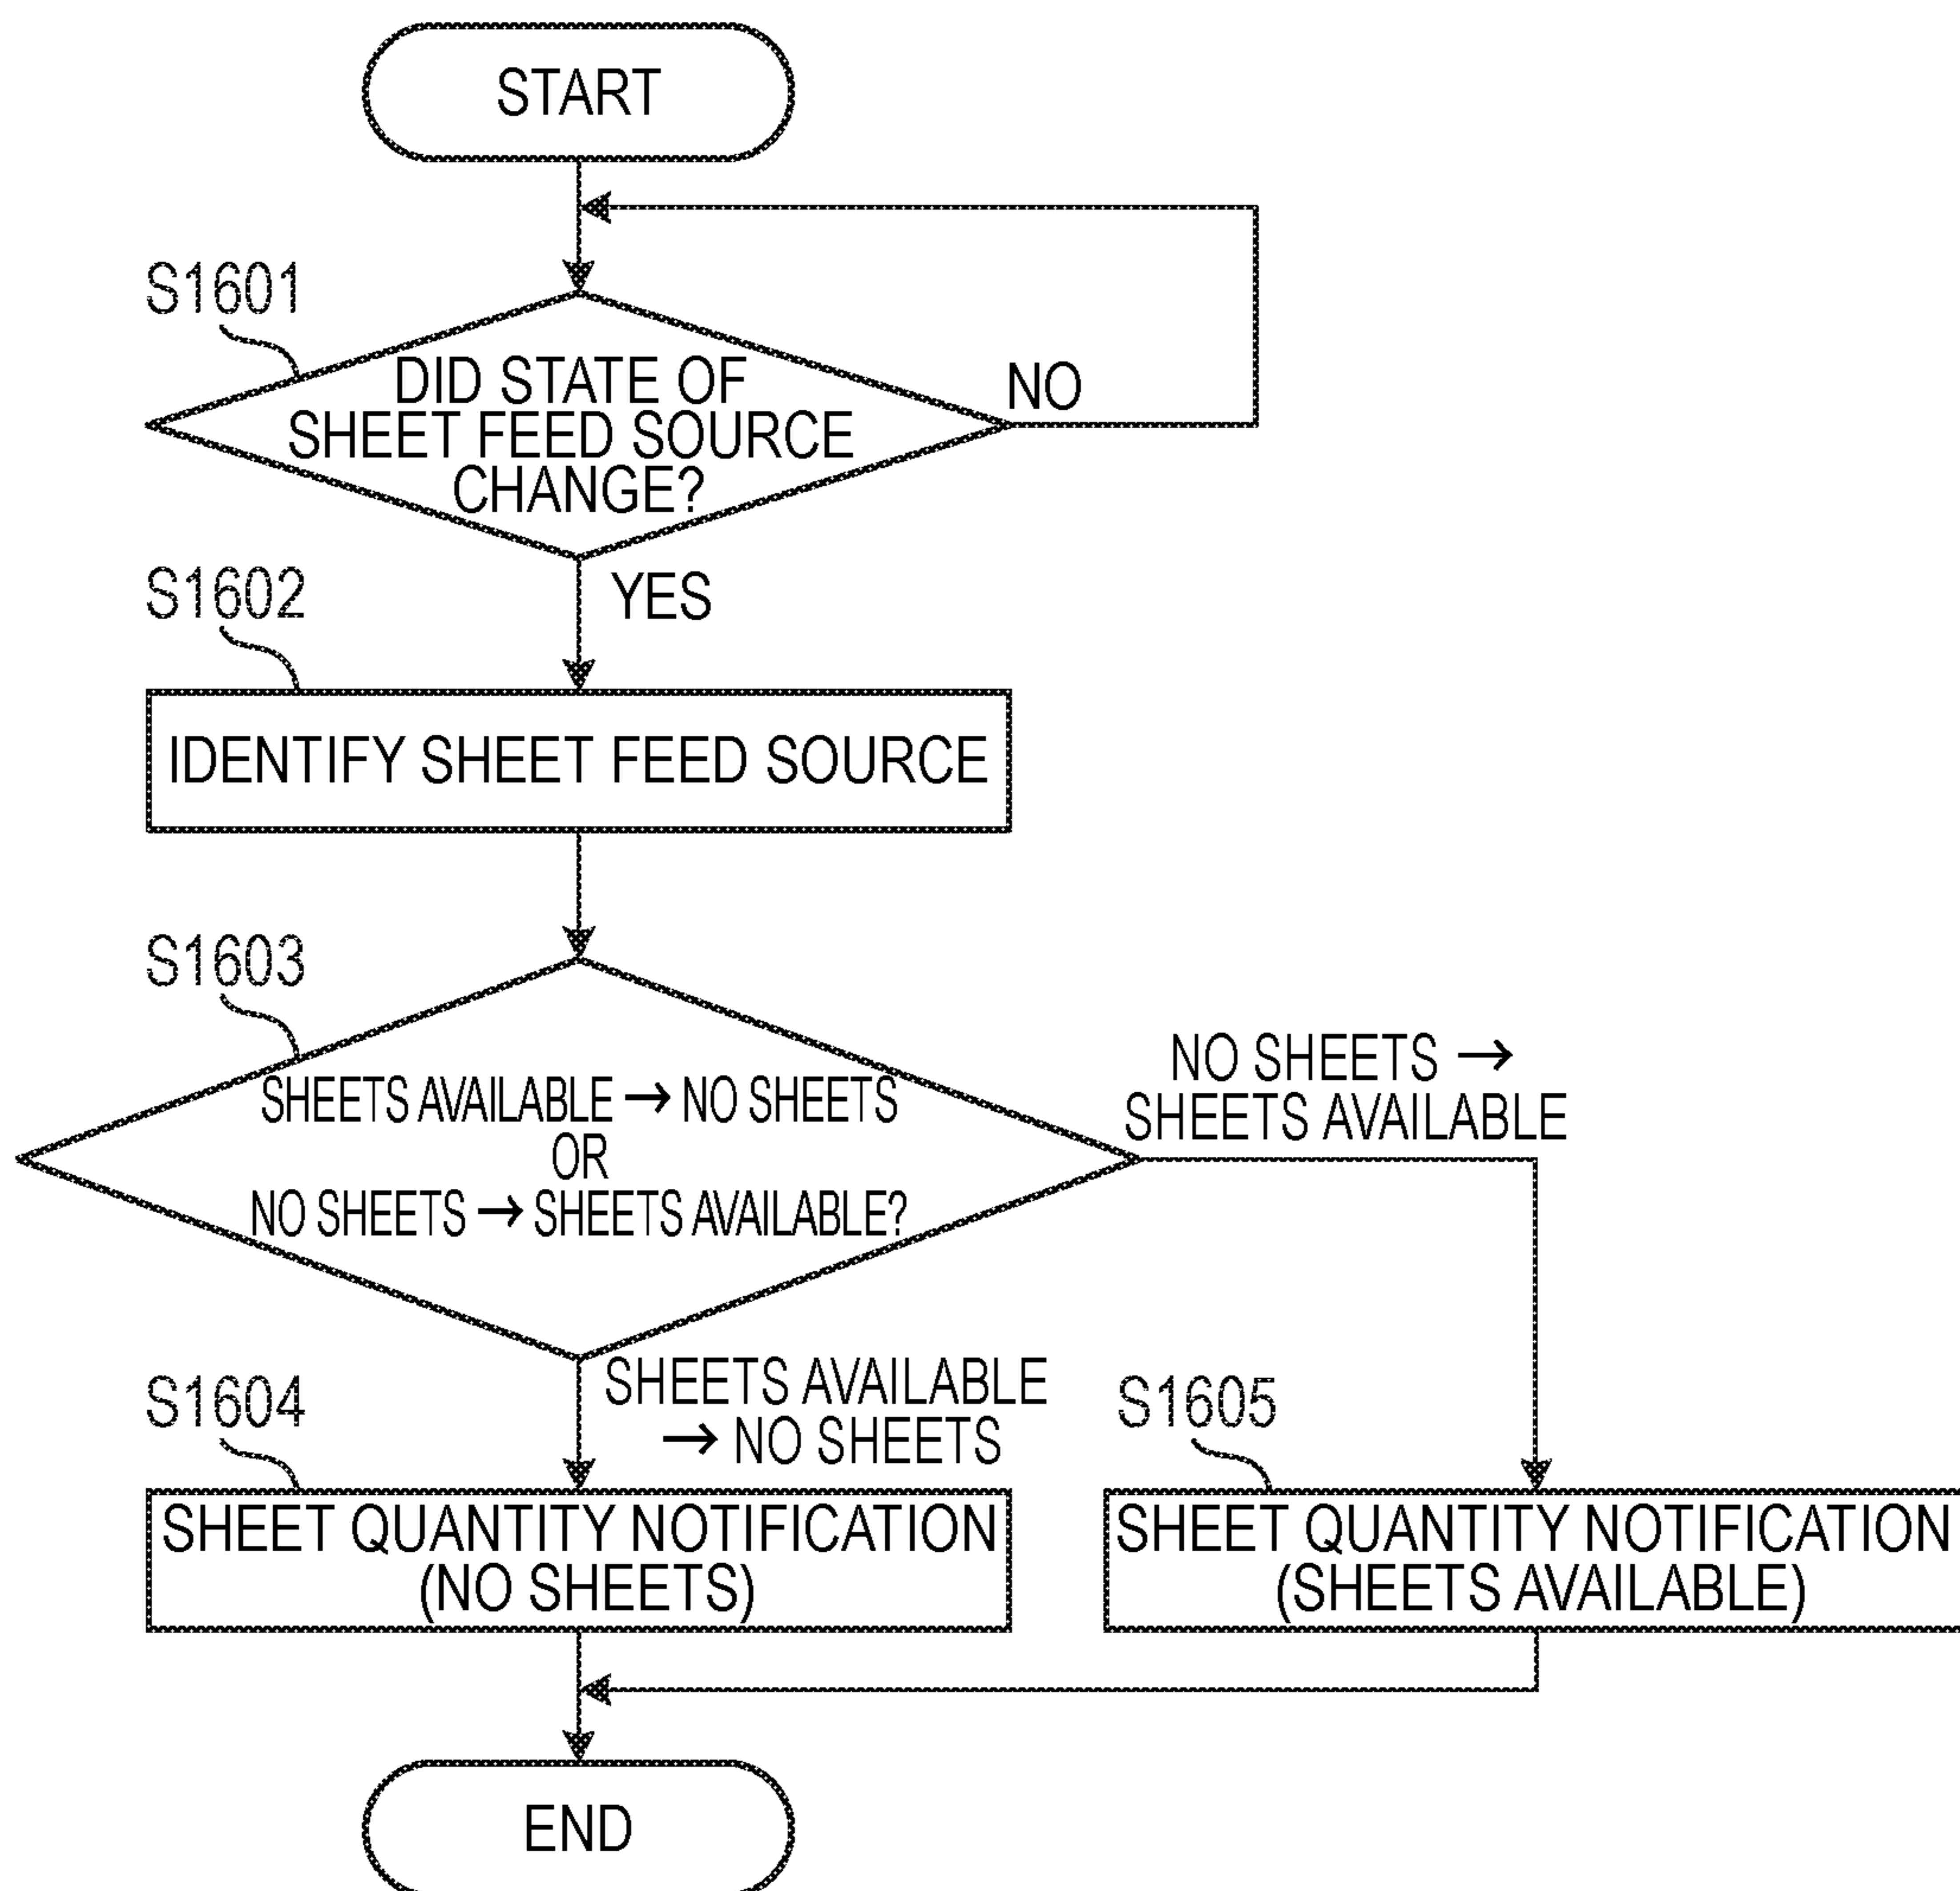 START
S1601
DID STATE OF
SHEET FEED SOURCE
CHANGE?
NO
YES
S1602
IDENTIFY SHEET FEED SOURCE
S1603
SHEETS AVAILABLE → NO SHEETS
OR
NO SHEETS → SHEETS AVAILABLE?
NO SHEETS →
SHEETS AVAILABLE
SHEETS AVAILABLE
→ NO SHEETS
S1604
SHEET QUANTITY NOTIFICATION
(NO SHEETS)
S1605
SHEET QUANTITY NOTIFICATION
(SHEETS AVAILABLE)
END